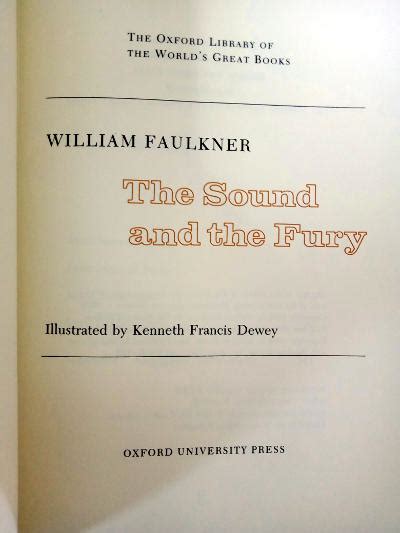 The Oxford Library of
the World's Great Books
WILLIAM FAULKNER
The Sound
and the Fury
Illustrated by Kenneth Francis Dewey
OXFORD UNIVERSITY PRESS